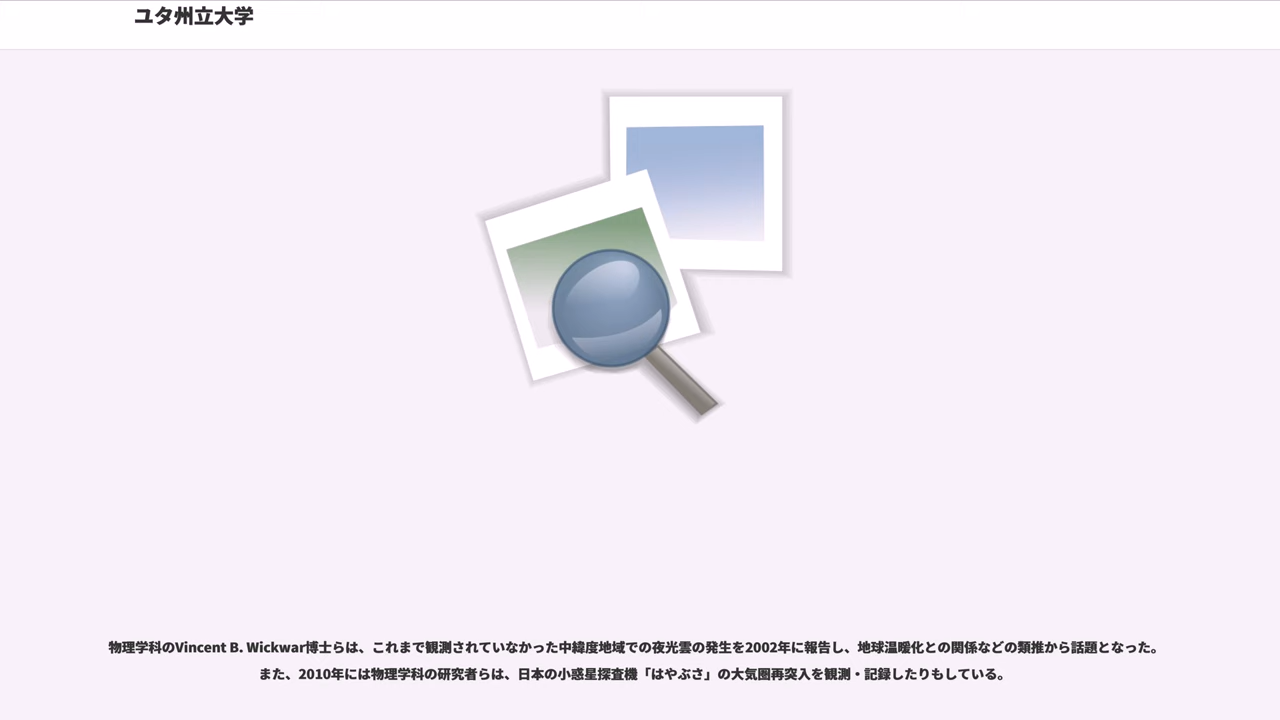 ユタ州立大学
物理学科のVincent B. Wickwar博士らは、これまで観測されていなかった中緯度地域での夜光雲の発生を2002年に報告し、地球温暖化との関係などの類推から話題となった。
また、2010年には物理学科の研究者らは、日本の小惑星探査機「はやぶさ」の大気圏再突入を観測・記録したりもしている。